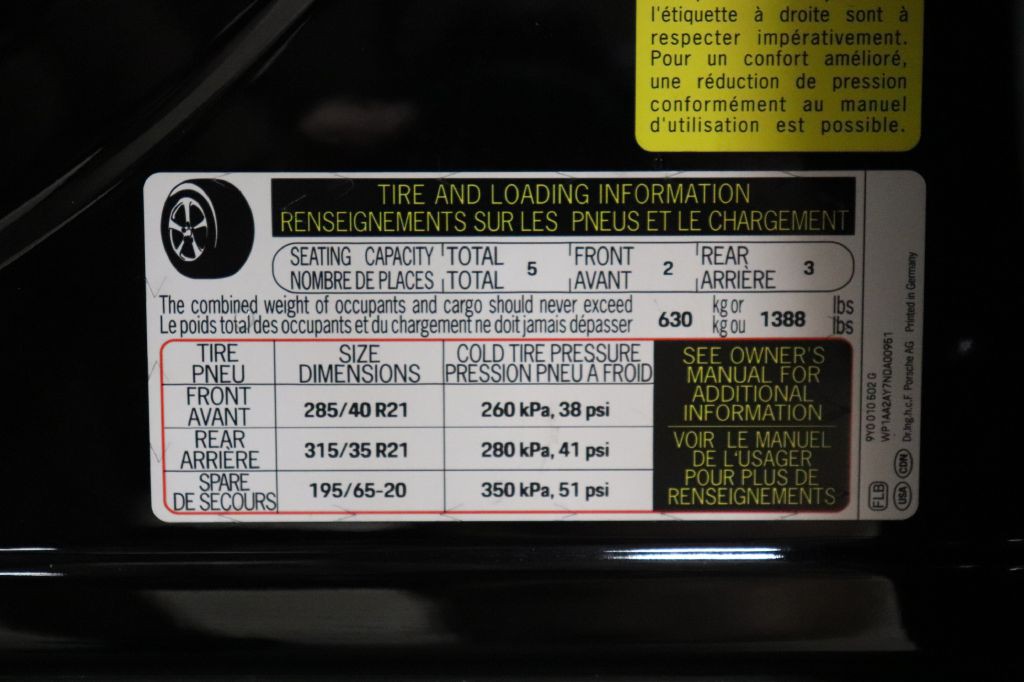 l'étiquette à droite sont à
respecter impérativement.
Pour un confort amélioré,
une réduction de pression
conformément au manuel
d'utilisation est possible.
TIRE AND LOADING INFORMATION
RENSEIGNEMENTS SUR LES PNEUS ET LE CHARGEMENT
SEATING CAPACITY TOTAL 5 FRONT 2 REAR 3
NOMBRE DE PLACES TOTAL AVANT ARRIÈRE
The combined weight of occupants and cargo should never exceed 630 kg or 1388 lbs
Le poids total des occupants et du chargement ne doit jamais dépasser kg ou lbs
TIRE SIZE COLD TIRE PRESSURE
PNEU DIMENSIONS PRESSION PNEU A FROID
FRONT
AVANT 285/40 R21 260 kPa, 38 psi
REAR
ARRIÈRE 315/35 R21 280 kPa, 41 psi
SPARE
DE SECOURS 195/65-20 350 kPa, 51 psi
SEE OWNER'S
MANUAL FOR
ADDITIONAL
INFORMATION
VOIR LE MANUEL
DE L'USAGER
POUR PLUS DE
RENSEIGNEMENTS
9Y0 010 502 G
WP1AA2AY7NDA00951
Dr.Ing.h.c.F. Porsche AG Printed in Germany
FLB USA CDN